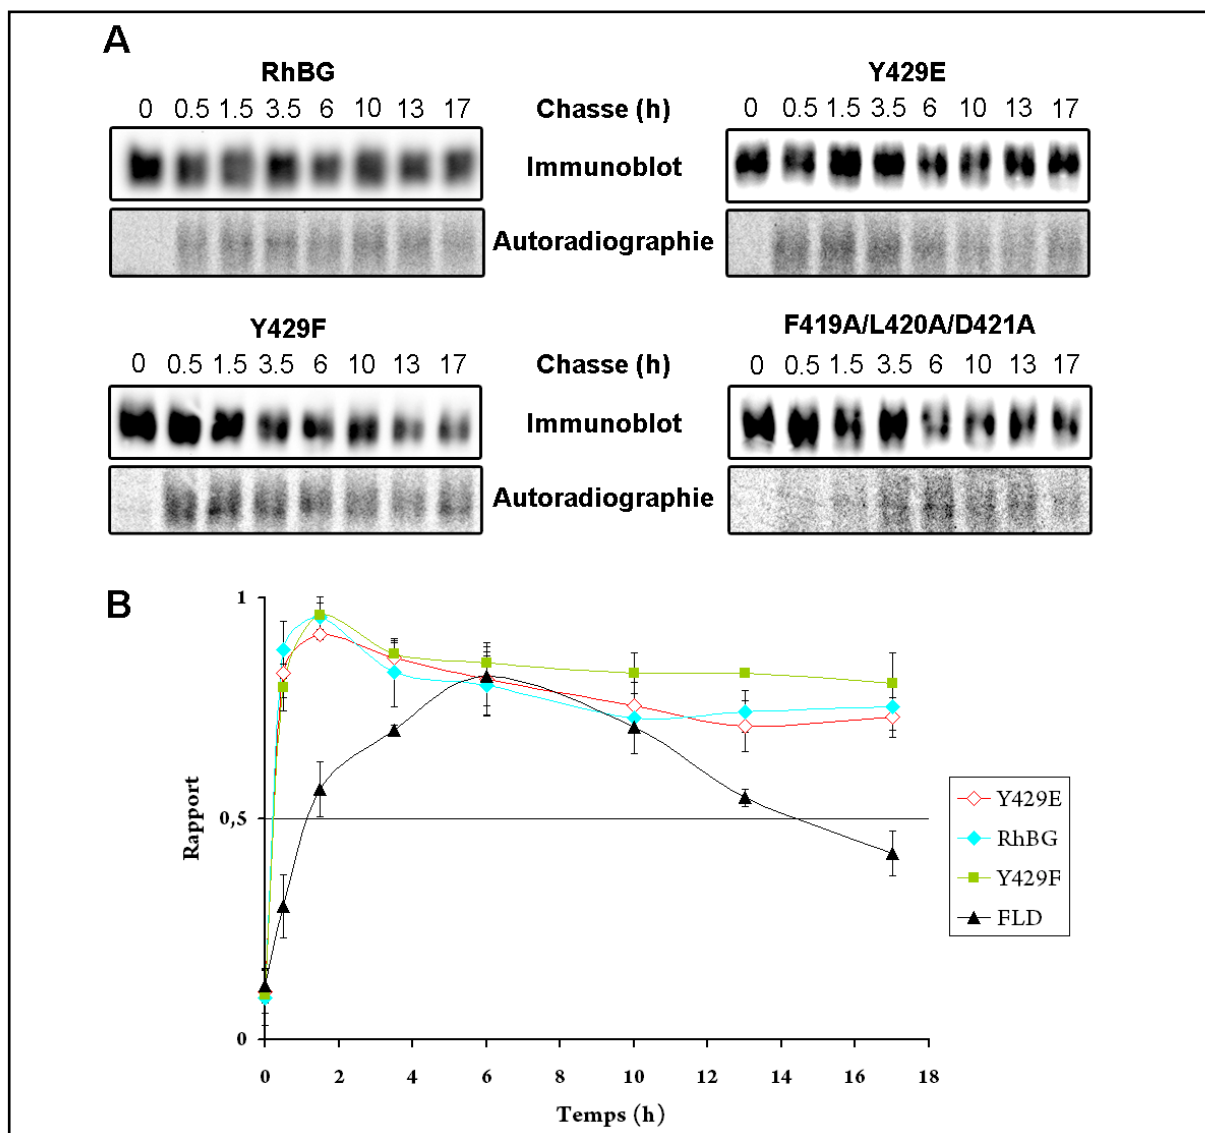 A
RhBG
Y429E
0 0.5 1.5 3.5 6 10 13 17 Chasse (h) 0 0.5 1.5 3.5 6 10 13 17
Immunoblot
Autoradiographie
Y429F
F419A/L420A/D421A
0 0.5 1.5 3.5 6 10 13 17 Chasse (h) 0 0.5 1.5 3.5 6 10 13 17
Immunoblot
Autoradiographie
B
1
0,5
0
Rapport
0 2 4 6 8 10 12 14 16 18
Temps (h)
Y429E
RhBG
Y429F
FLD